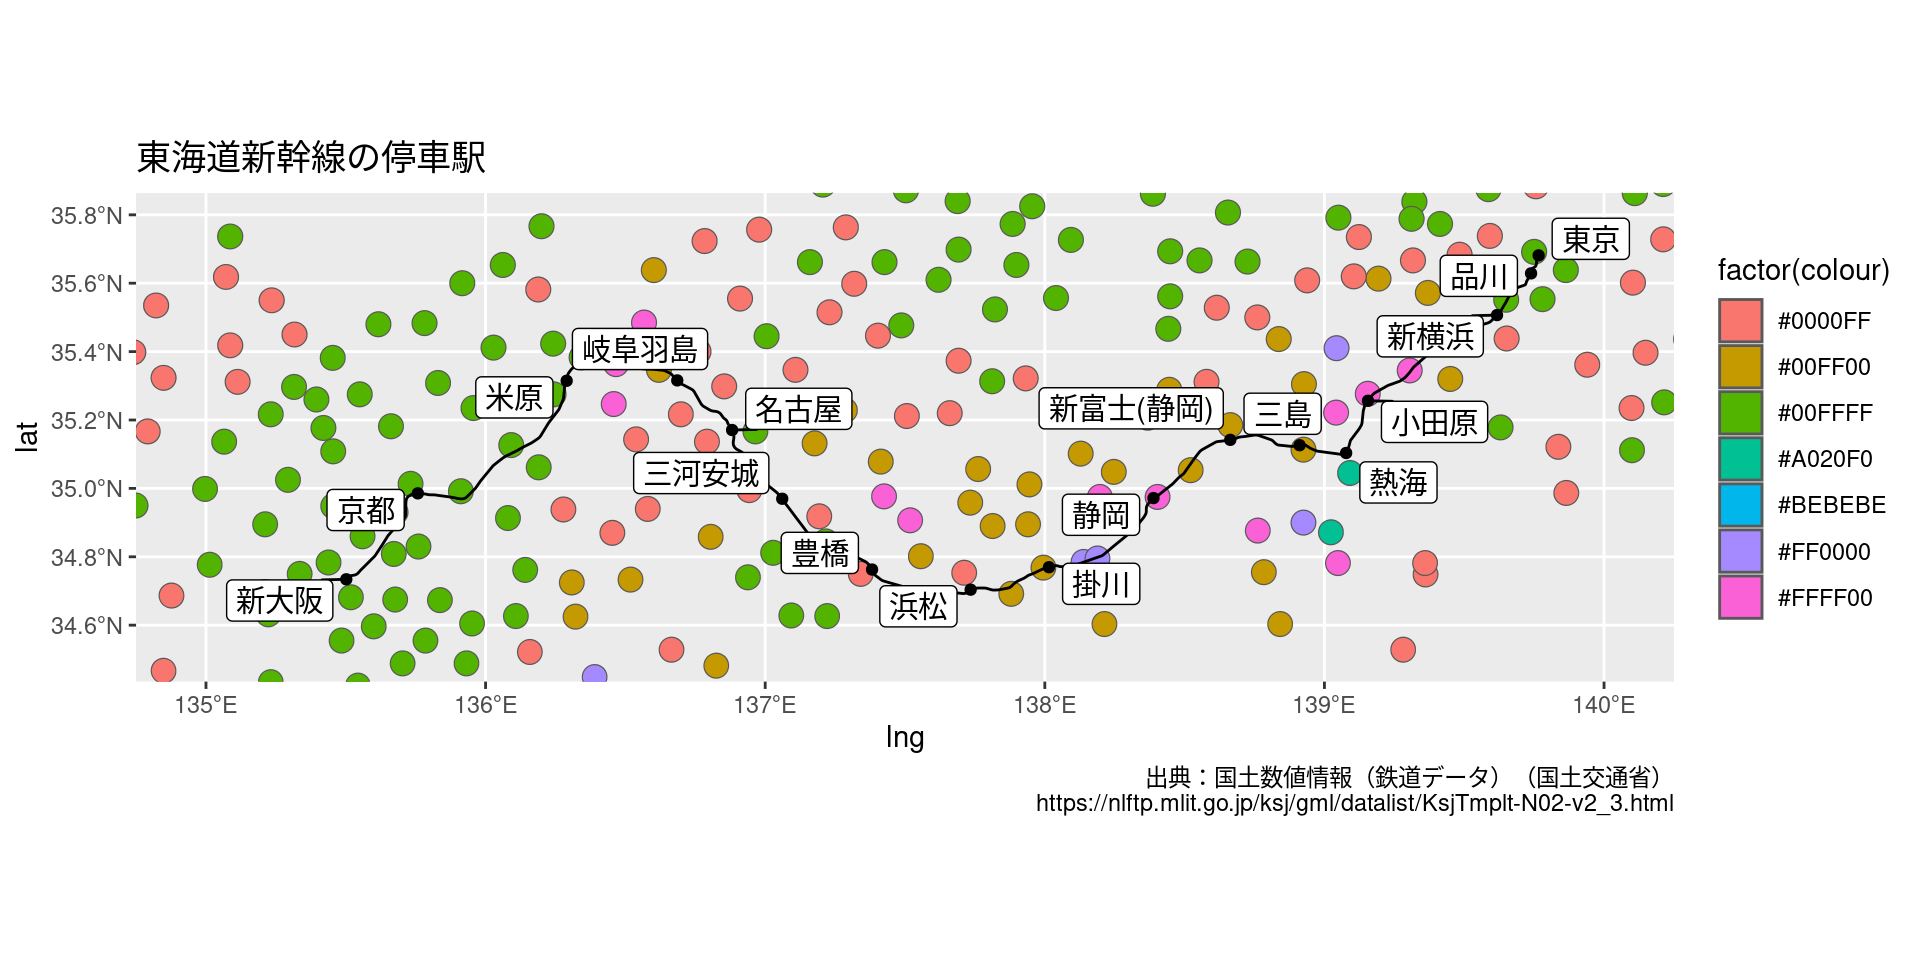 東海道新幹線の停車駅
lat
35.8°N
35.6°N
35.4°N
35.2°N
35.0°N
34.8°N
34.6°N
東京
品川
新横浜
岐阜羽島
米原
名古屋
新富士(静岡)
三島
小田原
三河安城
熱海
京都
静岡
豊橋
掛川
新大阪
浜松
135°E
136°E
137°E
138°E
139°E
140°E
lng
factor(colour)
#0000FF
#00FF00
#00FFFF
#A020F0
#BEBEBE
#FF0000
#FFFF00
出典：国土数値情報（鉄道データ）（国土交通省）
https://nlftp.mlit.go.jp/ksj/gml/datalist/KsjTmplt-N02-v2_3.html